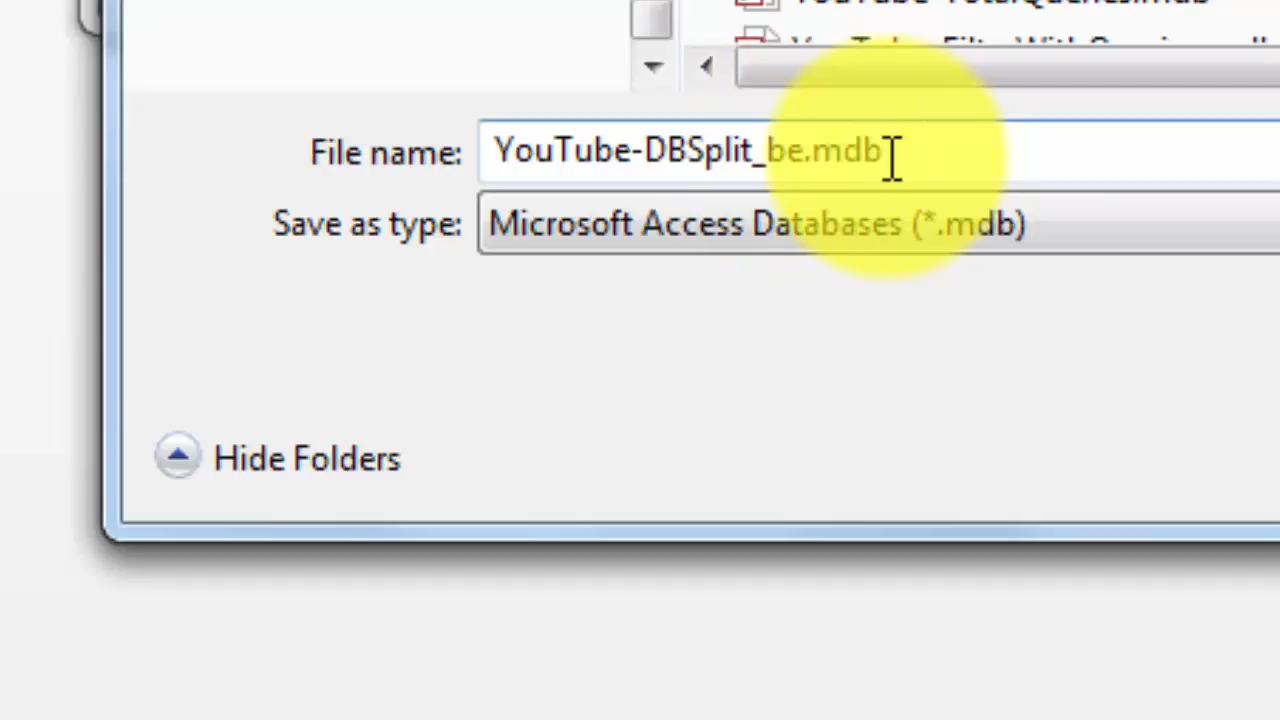 File name: YouTube-DBSplit_be.mdb
Save as type: Microsoft Access Databases (*.mdb)
Hide Folders